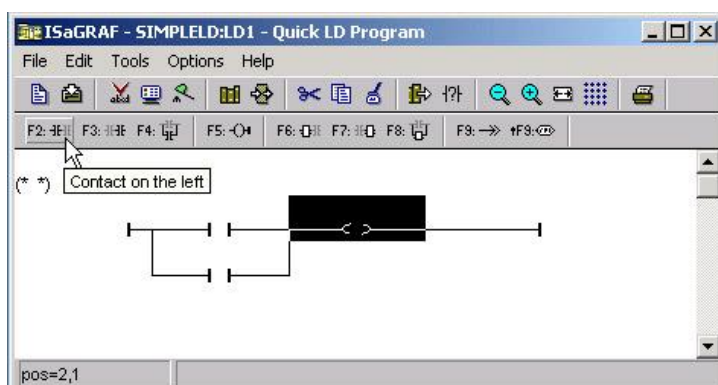 ISaGRAF - SIMPLELD:LD1 - Quick LD Program
File Edit Tools Options Help
F2: F3: F4: F5: F6: F7: F8: F9: F9:
Contact on the left
(* *)
pos=2,1